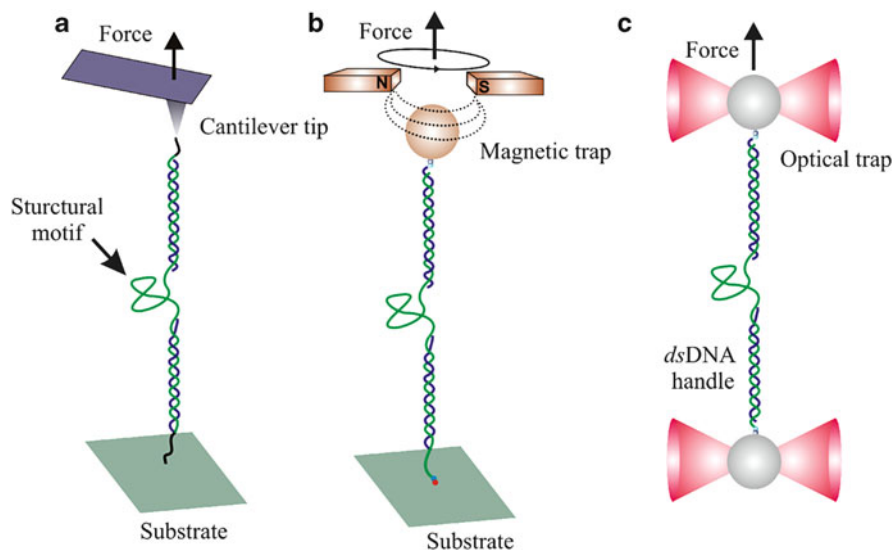 a
Force
Cantilever tip
Sturctural
motif
Substrate
b
Force
N
S
Magnetic trap
Substrate
c
Force
Optical trap
dsDNA
handle